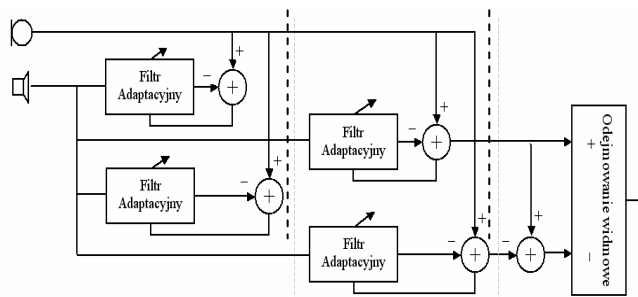 +
Filtr
Adaptacyjny
−
+
+
Filtr
Adaptacyjny
−
+
+
Filtr
Adaptacyjny
−
+
+
Filtr
Adaptacyjny
−
+
−
+
+
Odejmowanie widmowe
+
−